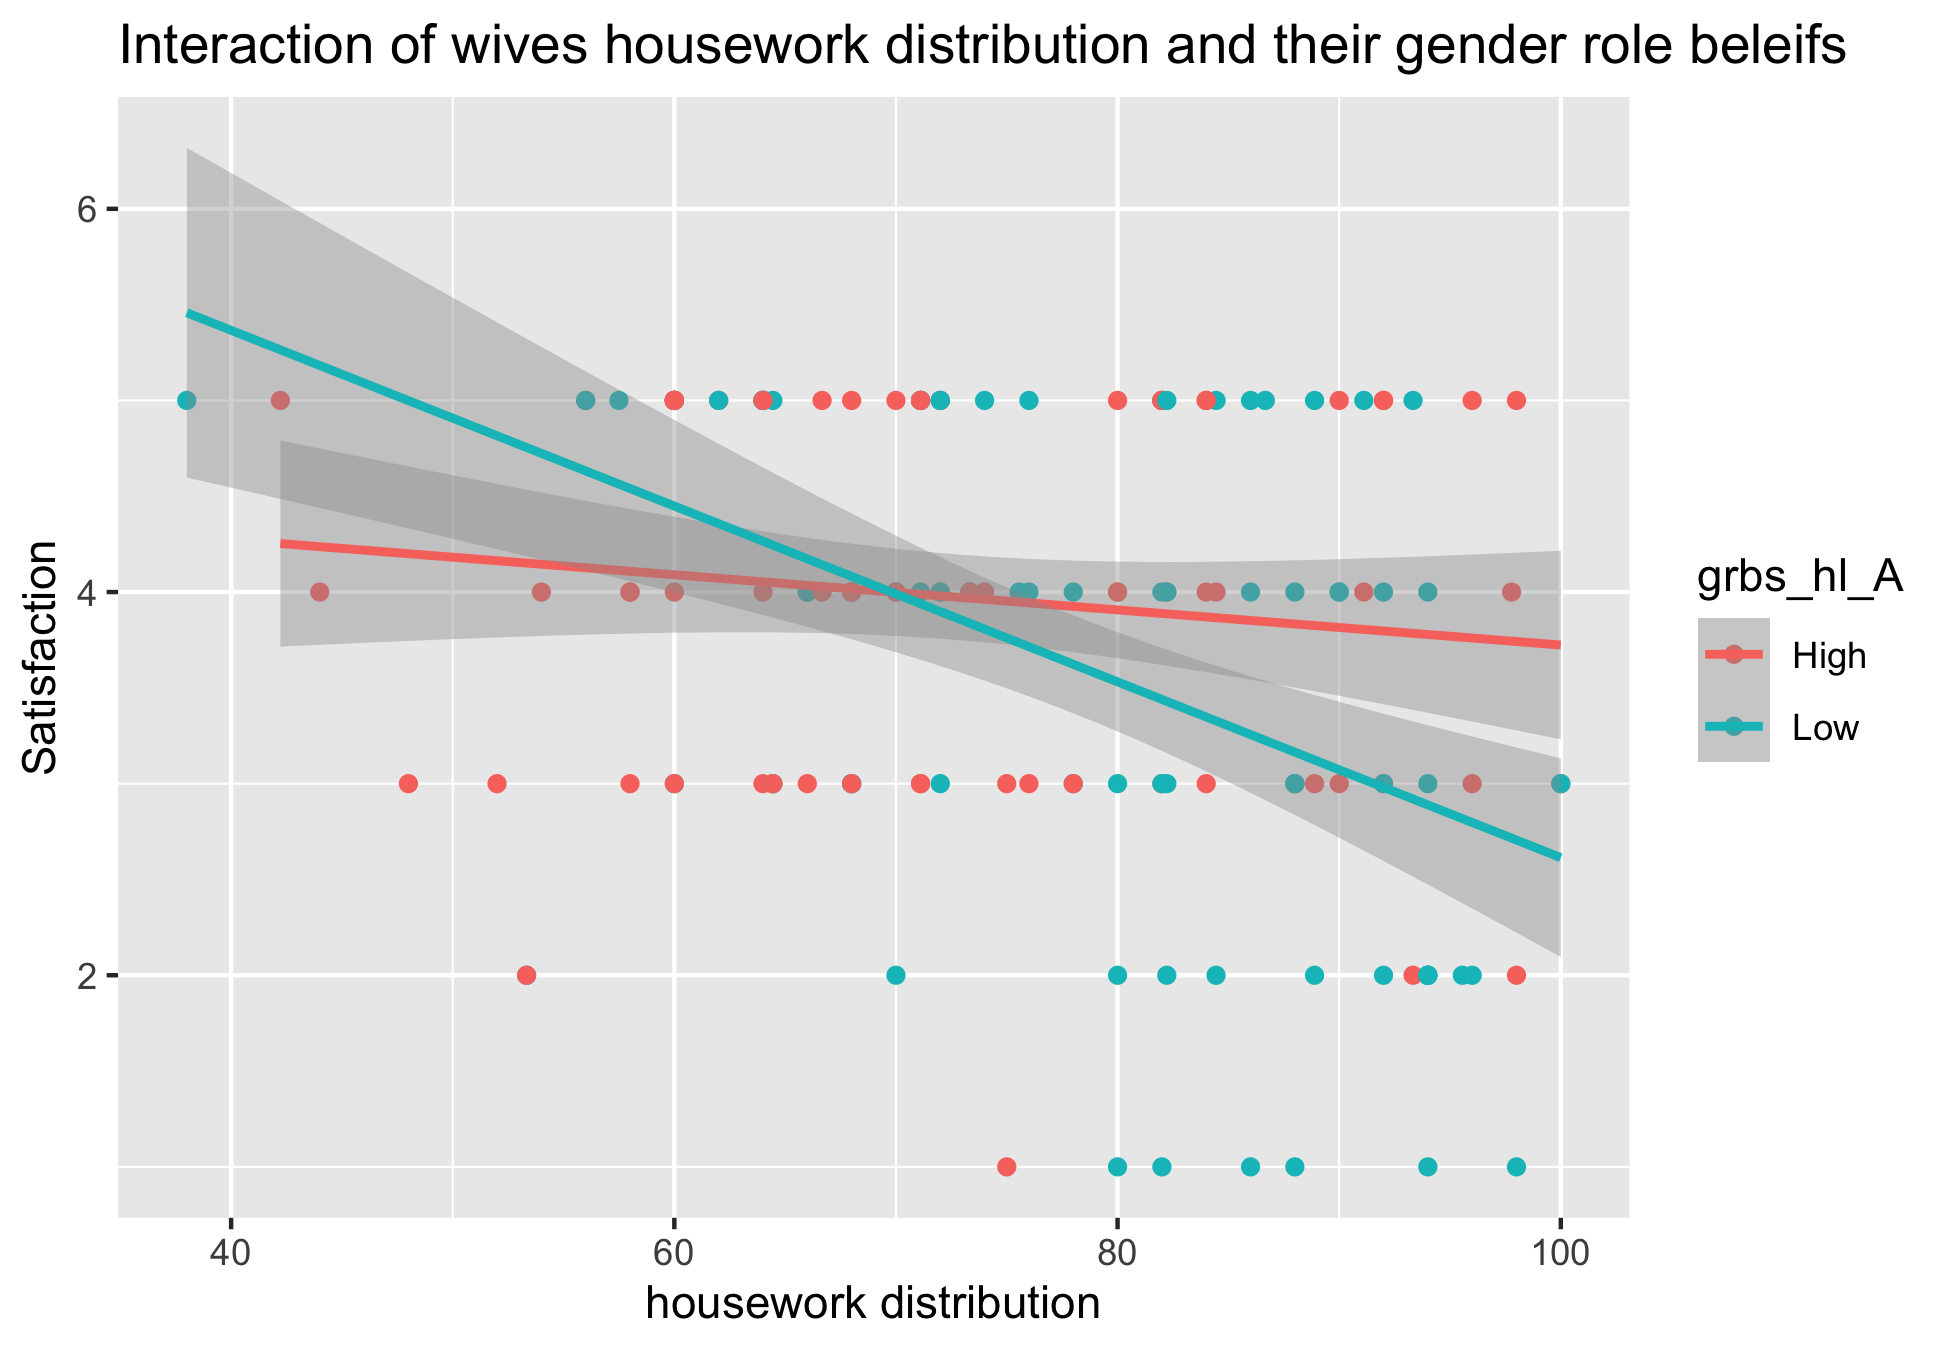 Interaction of wives housework distribution and their gender role beleifs
6
4
2
Satisfaction
40 60 80 100
housework distribution
grbs_hl_A
High
Low